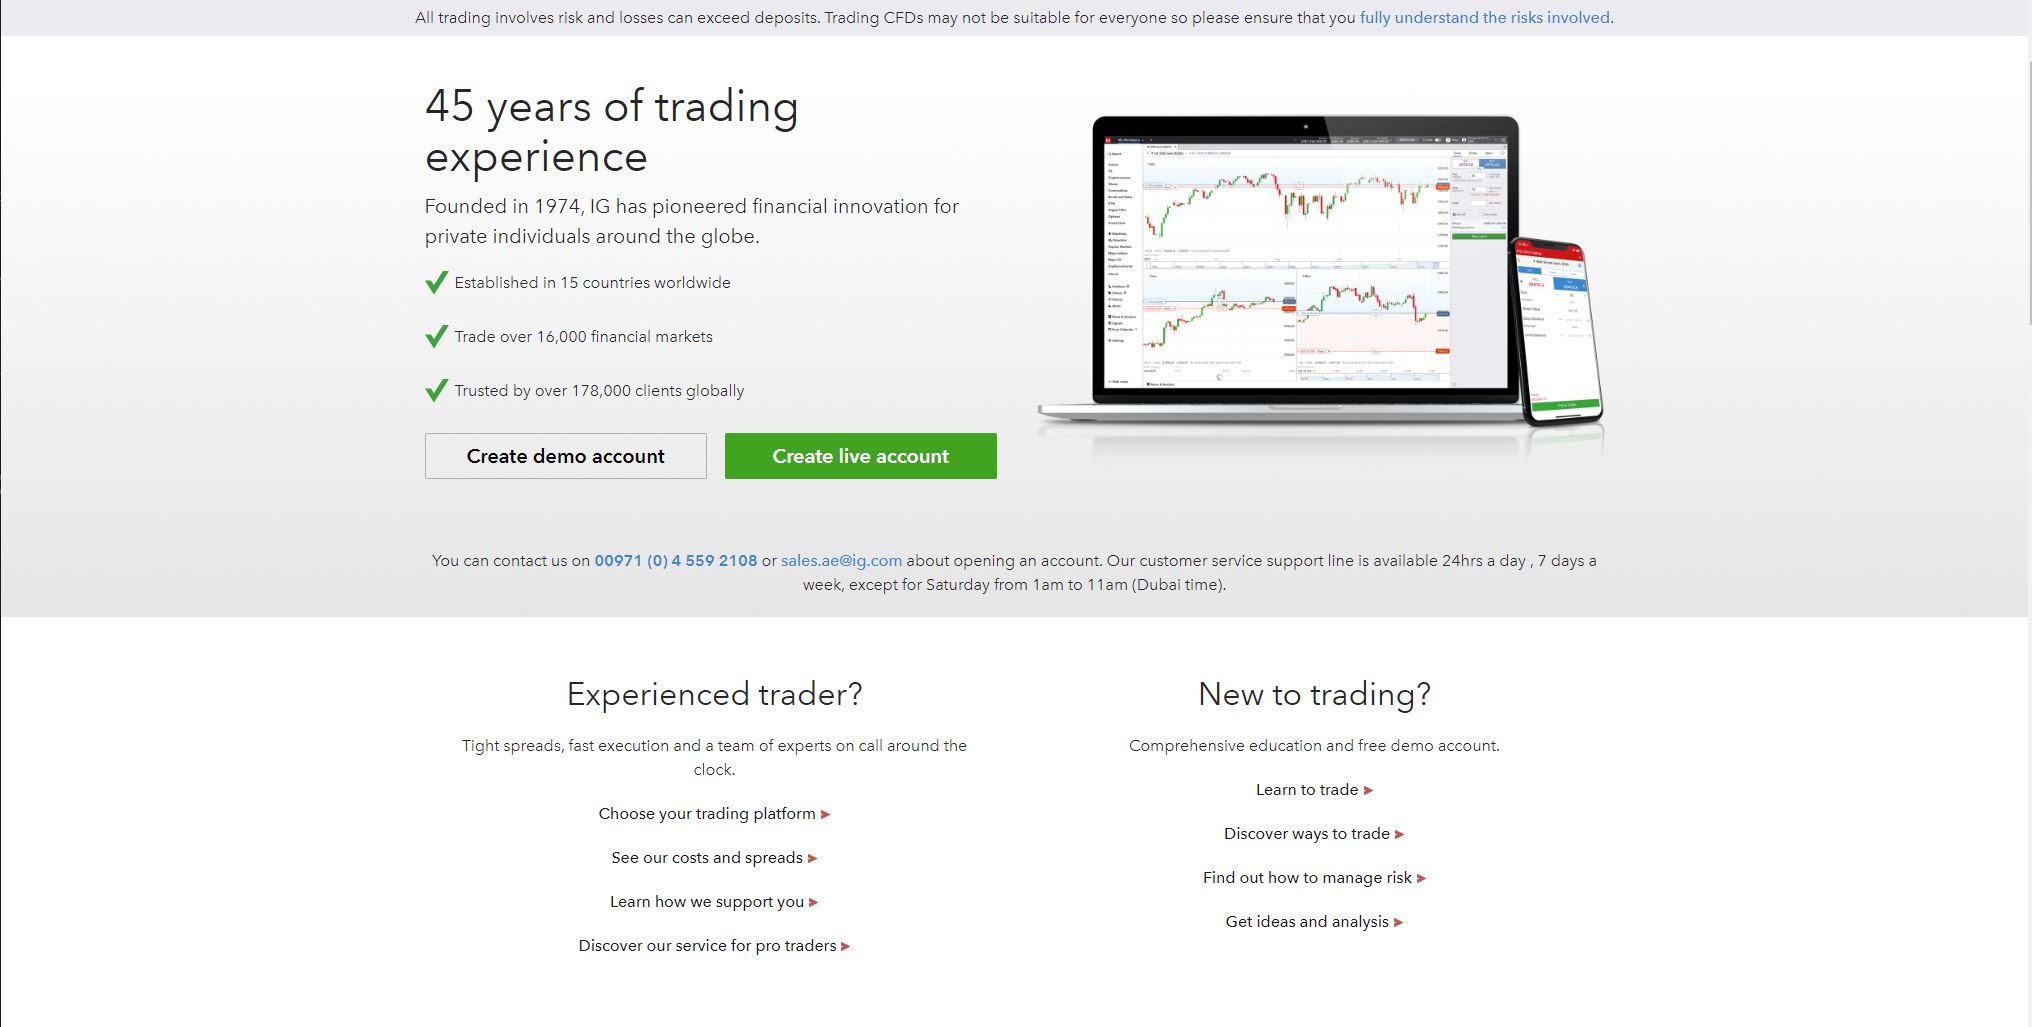 All trading involves risk and losses can exceed deposits. Trading CFDs may not be suitable for everyone so please ensure that you fully understand the risks involved.
45 years of trading
experience
Founded in 1974, IG has pioneered financial innovation for
private individuals around the globe.
Established in 15 countries worldwide
Trade over 16,000 financial markets
Trusted by over 178,000 clients globally
Create demo account
Create live account
You can contact us on 00971 (0) 4 559 2108 or sales.ae@ig.com about opening an account. Our customer service support line is available 24hrs a day , 7 days a
week, except for Saturday from 1am to 11am (Dubai time).
Experienced trader?
Tight spreads, fast execution and a team of experts on call around the
clock.
Choose your trading platform
See our costs and spreads
Learn how we support you
Discover our service for pro traders
New to trading?
Comprehensive education and free demo account.
Learn to trade
Discover ways to trade
Find out how to manage risk
Get ideas and analysis